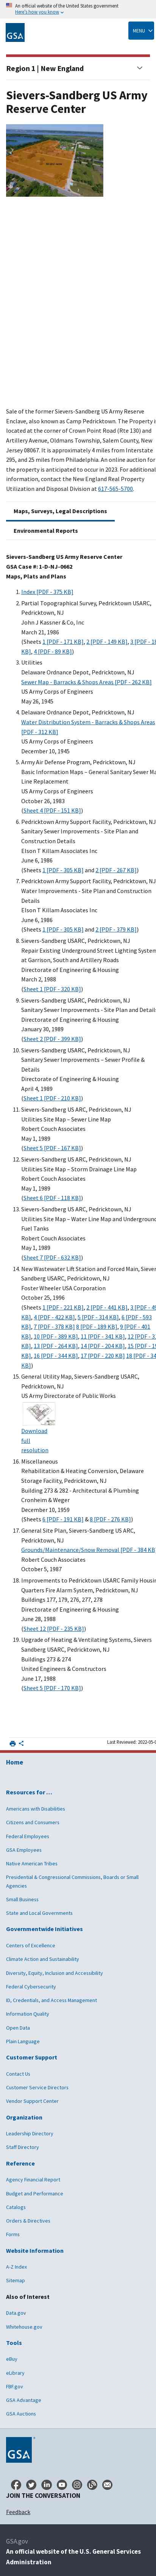 An official website of the United States government
Here's how you know
GSA
MENU
Region 1 | New England
Sievers-Sandberg US Army
Reserve Center
Self of the former Sievers-Sandberg US Army Reserve
Enclave, also known as Camp Pedricktown. The Property is
located at the corner of Crown Point Road (Rte 130) and
Artillery Avenue, Oldmans Township, Salem County, New
Jersey 08067. The property is approximately 5 miles from Interstate
295, and 25 miles from Philadelphia. An online auction for
the property will be held. Contact the New England Real Property
Utilization and Disposal Division at 617-565-5700.
Maps, Surveys, Legal Descriptions
Environmental Reports
Sievers-Sandberg US Army Reserve Center
GSA Case #: 1-D-NJ-0662
Maps, Plats and Plans
1. Index [PDF - 375 KB]
2. Partial Topographical Survey, Pedricktown USARC,
Pedricktown, NJ
John J Kassner & Co, Inc
March 21, 1986
(Sheets 1 [PDF - 171 KB], 2 [PDF - 149 KB], 3 [PDF -
KB], 4 [PDF - 89 KB])
3. Utilities
Delaware Ordnance Depot, Pedricktown, NJ
Sewer Map - Barracks & Shops Areas [PDF - 262 KB]
US Army Corps of Engineers
May 26, 1945
Delaware Ordnance Depot, Pedricktown, NJ
Water Distribution System - Barracks & Shops Areas
[PDF - 312 KB]
US Army Corps of Engineers
December 10, 1945
5. Army Air Defense Program, Pedricktown, NJ
Basic Information Maps – General Sanitary Sewer Ma
Line Replacement
US Army Corps of Engineers
October 26, 1983
(Sheet 4 [PDF - 151 KB])
6. Pedricktown Army Support Facility, Pedricktown, NJ
Sanitary Sewer Improvements - Site Plan and
Construction Details
Elson T Killam Associates Inc
June 6, 1986
(Sheets 1 [PDF - 305 KB] and 2 [PDF - 267 KB])
7. Pedricktown Army Support Facility, Pedricktown, NJ
Water Improvements - Site Plan and Construction
Details
Elson T Killam Associates Inc
June 6, 1986
(Sheets 1 [PDF - 305 KB] and 2 [PDF - 379 KB])
8. Sievers-Sandberg USARC, Pedricktown, NJ
Repair Existing Underground Street Lighting System
at Garrison, South and Adjacent Roads
Directorate of Engineering & Housing
March 2, 1988
(Sheet 1 [PDF - 320 KB])
9. Sievers-Sandberg USARC, Pedricktown, NJ
Sanitary Sewer Improvements - Site Plan and Detail
Directorate of Engineering & Housing
January 30, 1989
(Sheet 2 [PDF - 399 KB])
10. Sievers-Sandberg USARC, Pedricktown, NJ
Sanitary Sewer Improvements – Sewer Profile &
Details
Directorate of Engineering & Housing
April 4, 1989
(Sheet 1 [PDF - 210 KB])
11. Sievers-Sandberg USARC, Pedricktown, NJ
Utilities Site Map – Sewer Line Map
Robert Couch Associates
May 1, 1989
(Sheet 5 [PDF - 167 KB])
12. Sievers-Sandberg USARC, Pedricktown, NJ
Utilities Site Map – Storm Drainage Line Map
Robert Couch Associates
May 1, 1989
(Sheet 6 [PDF - 118 KB])
13. Sievers-Sandberg USARC, Pedricktown, NJ
Utilities Site Map – Water Line Map and Underground
Fuel Tanks
Robert Couch Associates
May 1, 1989
(Sheet 7 [PDF - 632 KB])
14. New Wastewater Lift Station and Forced Main, Sieve
Sandberg USARC, Pedricktown, NJ
Foster Wheeler USA Corporation
October 25, 1996
(Sheets 1 [PDF - 221 KB], 2 [PDF - 441 KB], 3 [PDF -
KB], 4 [PDF - 422 KB], 5 [PDF - 314 KB], 6 [PDF - 593
KB], 7 [PDF - 378 KB] 8 [PDF - 189 KB], 9 [PDF - 401
KB], 10 [PDF - 389 KB], 11 [PDF - 341 KB], 12 [PDF -
KB], 13 [PDF - 264 KB], 14 [PDF - 204 KB], 15 [PDF -
KB], 16 [PDF - 344 KB], 17 [PDF - 220 KB] 18 [PDF -
KB])
15. General Utility Map, Sievers-Sandberg USARC,
Pedricktown, NJ
US Army Directorate of Public Works
Download
full
resolution
16. Miscellaneous
Rehabilitation & Heating Conversion, Storage
Warehouse, Pedricktown, NJ
Building 273 & 282 - Architectural & Plumbing
Cronheim & Weger
December 10, 1959
(Sheets 6 [PDF - 191 KB] & 8 [PDF - 276 KB])
17. General Site Plan, Sievers-Sandberg USARC,
Pedricktown, NJ
Grounds/Maintenance/Snow Removal [PDF - 384 KB
Robert Couch Associates
October 5, 1987
18. Improvements to Pedricktown USARC Family Housi
Quarters Fire Alarm System, Pedricktown, NJ
Buildings 177, 179, 276, 277, 278
Directorate of Engineering & Housing
June 28, 1988
(Sheet 12 [PDF - 235 KB])
19. Upgrade of Heating & Ventilating Systems, Sievers
Sandberg USARC, Pedricktown, NJ
Buildings 273 & 274
United Engineers & Constructors
June 17, 1988
(Sheet 5 [PDF - 170 KB])
Last Reviewed: 2022-05-0
Home
Resources for …
Americans with Disabilities
Citizens and Consumers
Federal Employees
GSA Employees
Native American Tribes
Presidential & Congressional Commissions, Boards or Small
Agencies
Small Business
State and Local Governments
Governmentwide Initiatives
Centers of Excellence
Climate Action and Sustainability
Diversity, Equity, Inclusion and Accessibility
Federal Cybersecurity
ID, Credentials, and Access Management
Information Quality
Open Data
Plain Language
Customer Support
Contact Us
Customer Service Directors
Vendor Support Center
Organization
Leadership Directory
Staff Directory
Reference
Agency Financial Report
Budget and Performance
Catalogs
Orders & Directives
Forms
Website Information
A-Z Index
Sitemap
Also of Interest
Data.gov
Whitehouse.gov
Tools
eBuy
eLibrary
FBF.gov
GSA Advantage
GSA Auctions
GSA
JOIN THE CONVERSATION
Feedback
GSA.gov
An official website of the U.S. General Services
Administration